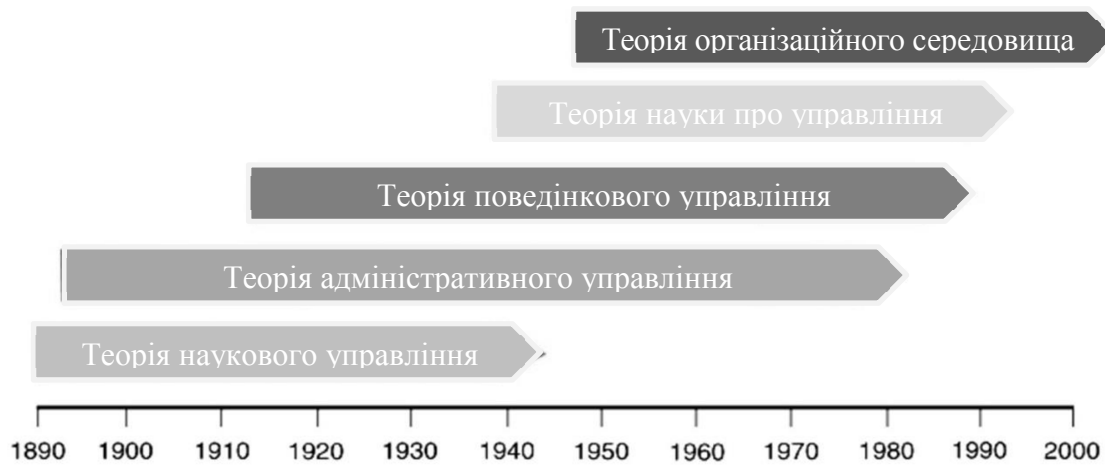 Теорія організаційного середовища
Теорія науки про управління
Теорія поведінкового управління
Теорія адміністративного управління
Теорія наукового управління
1890 1900 1910 1920 1930 1940 1950 1960 1970 1980 1990 2000